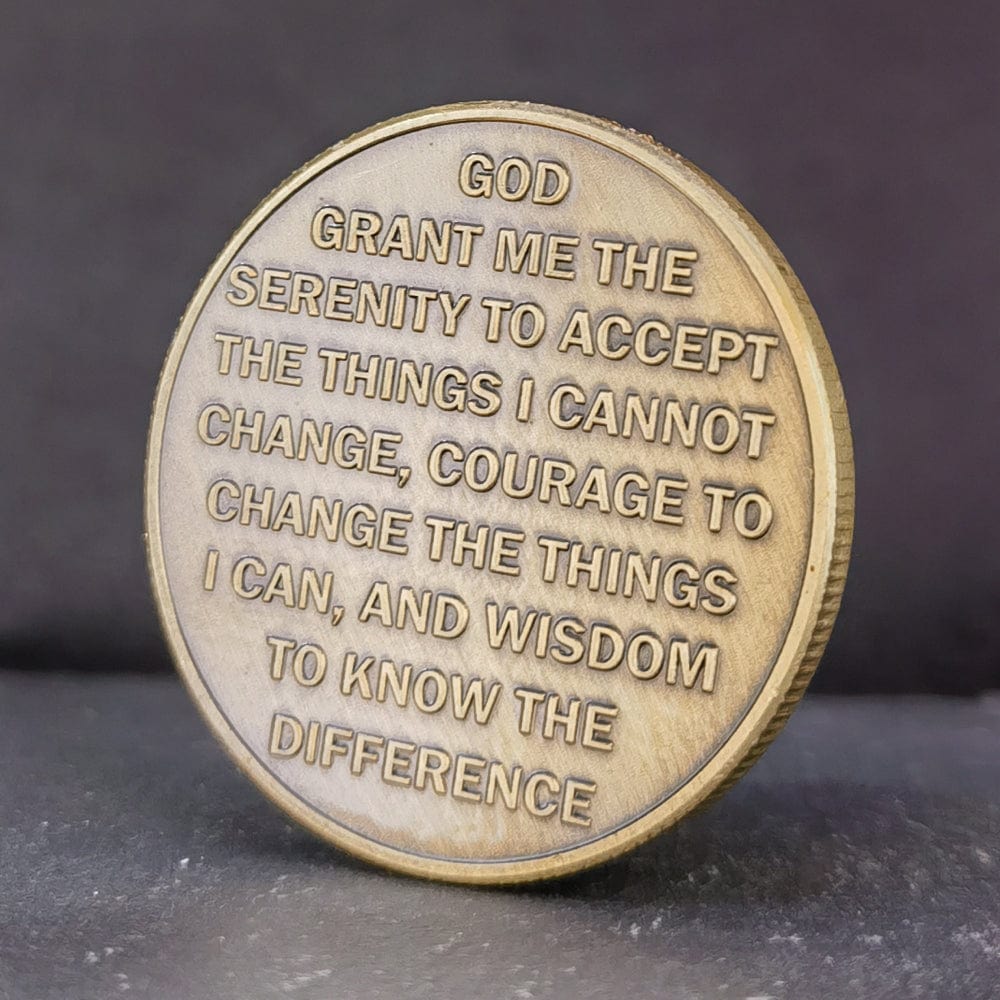 GOD
GRANT ME THE
SERENITY TO ACCEPT
THE THINGS I CANNOT
CHANGE, COURAGE TO
CHANGE THE THINGS
I CAN, AND WISDOM
TO KNOW THE
DIFFERENCE